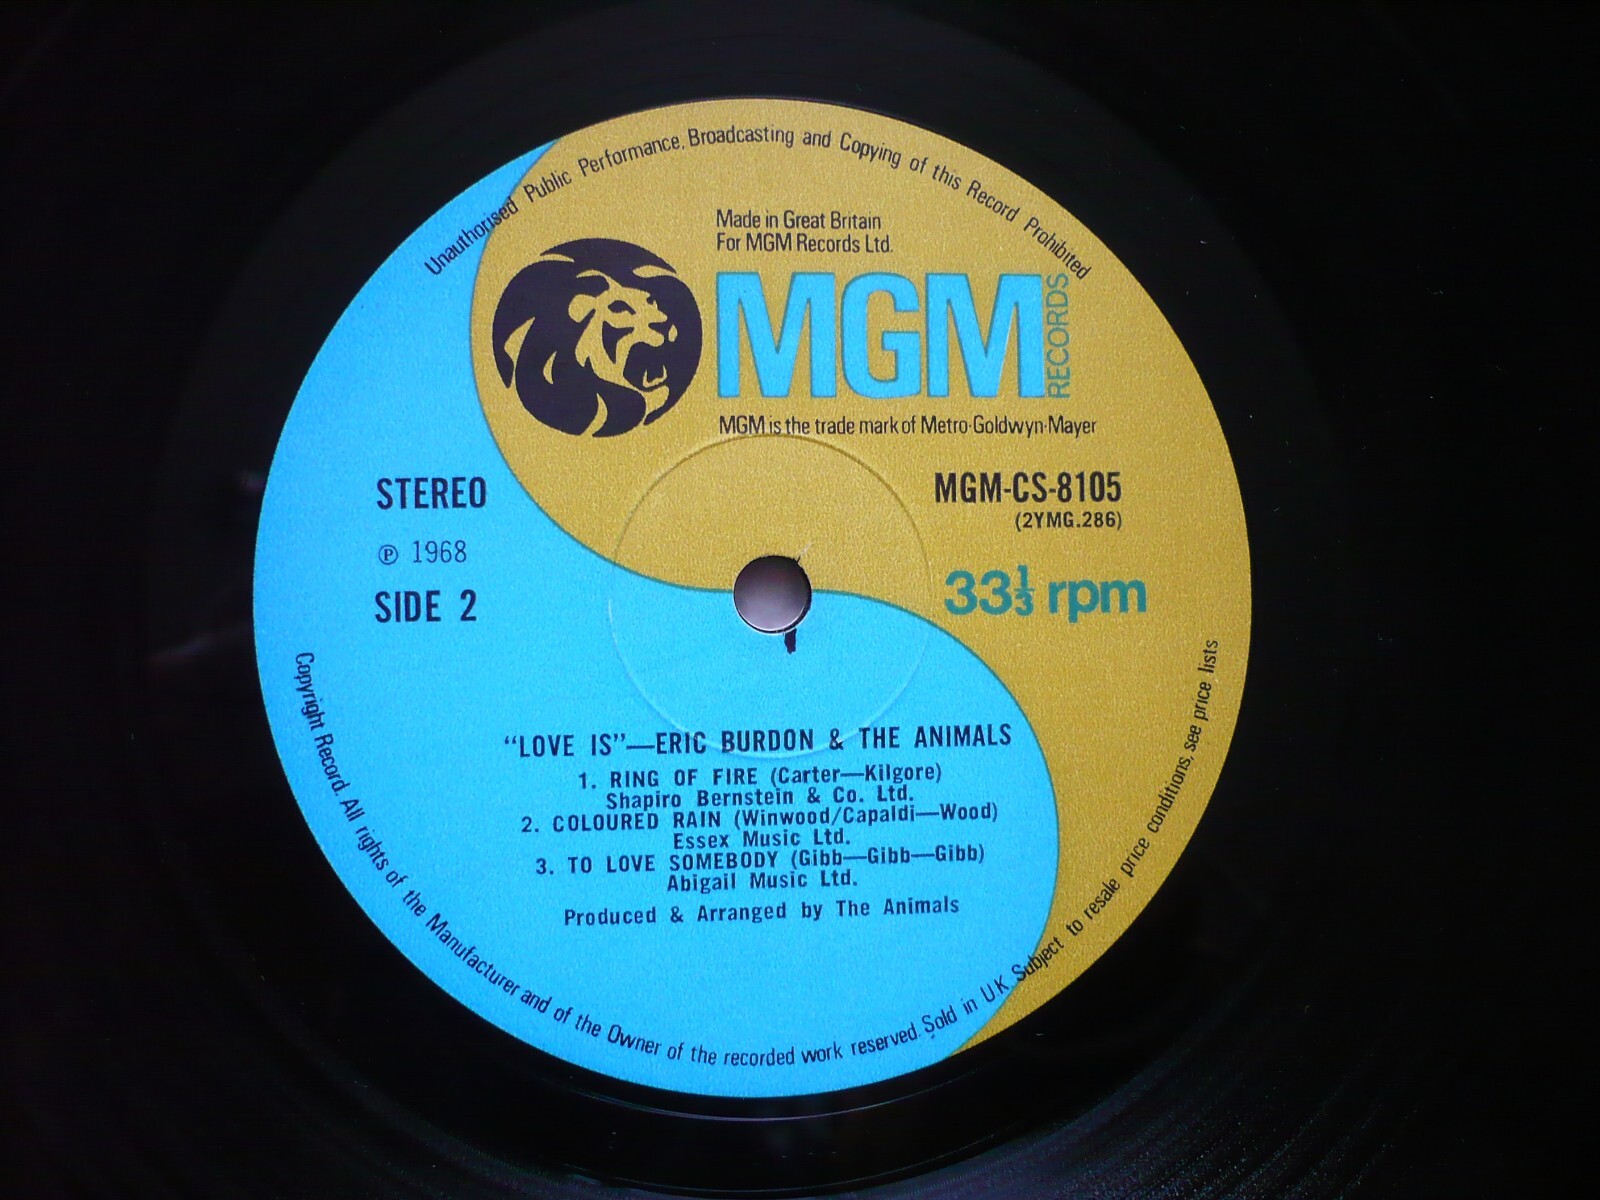 Unauthorised Public Performance, Broadcasting and Copying of this Record Prohibited
Made in Great Britain
For MGM Records Ltd.
MGM RECORDS
MGM is the trade mark of Metro-Goldwyn-Mayer
STEREO
MGM-CS-8105
(2YMG.286)
℗ 1968
33⅓ rpm
SIDE 2
"LOVE IS"—ERIC BURDON & THE ANIMALS
1. RING OF FIRE (Carter—Kilgore)
Shapiro Bernstein & Co. Ltd.
2. COLOURED RAIN (Winwood/Capaldi—Wood)
Essex Music Ltd.
3. TO LOVE SOMEBODY (Gibb—Gibb—Gibb)
Abigail Music Ltd.
Produced & Arranged by The Animals
Copyright Record. All rights of the Manufacturer and of the Owner of the recorded work reserved. Sold in U.K. Subject to resale price conditions, see price lists